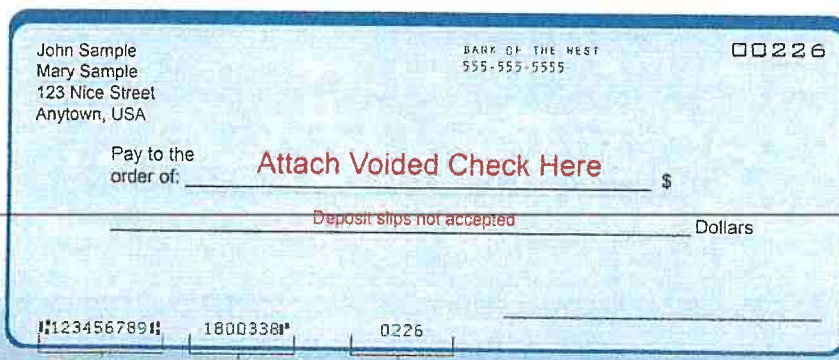 John Sample
Mary Sample
123 Nice Street
Anytown, USA
BANK OF THE WEST
555-555-5555
00226
Pay to the
order of:
Attach Voided Check Here
$
Deposit slips not accepted
Dollars
⑆123456789⑆ 1800338⑈ 0226